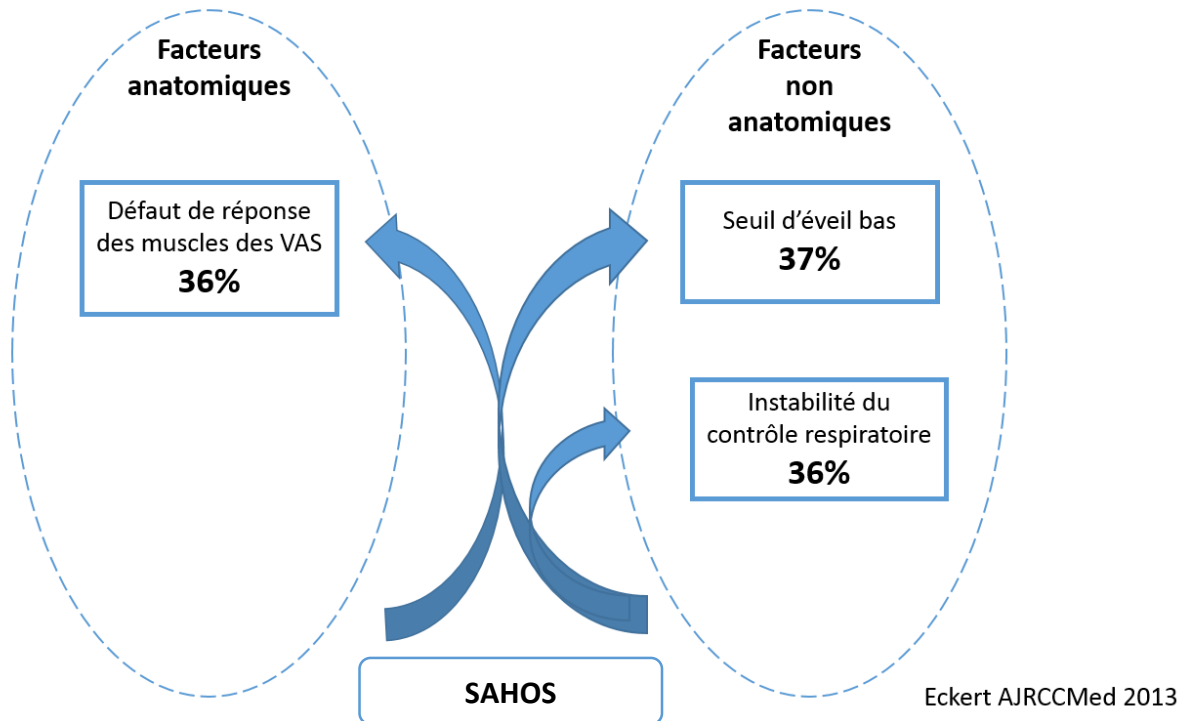 Facteurs
anatomiques
Défaut de réponse
des muscles des VAS
36%
Facteurs
non
anatomiques
Seuil d’éveil bas
37%
Instabilité du
contrôle respiratoire
36%
SAHOS
Eckert AJRCCMed 2013